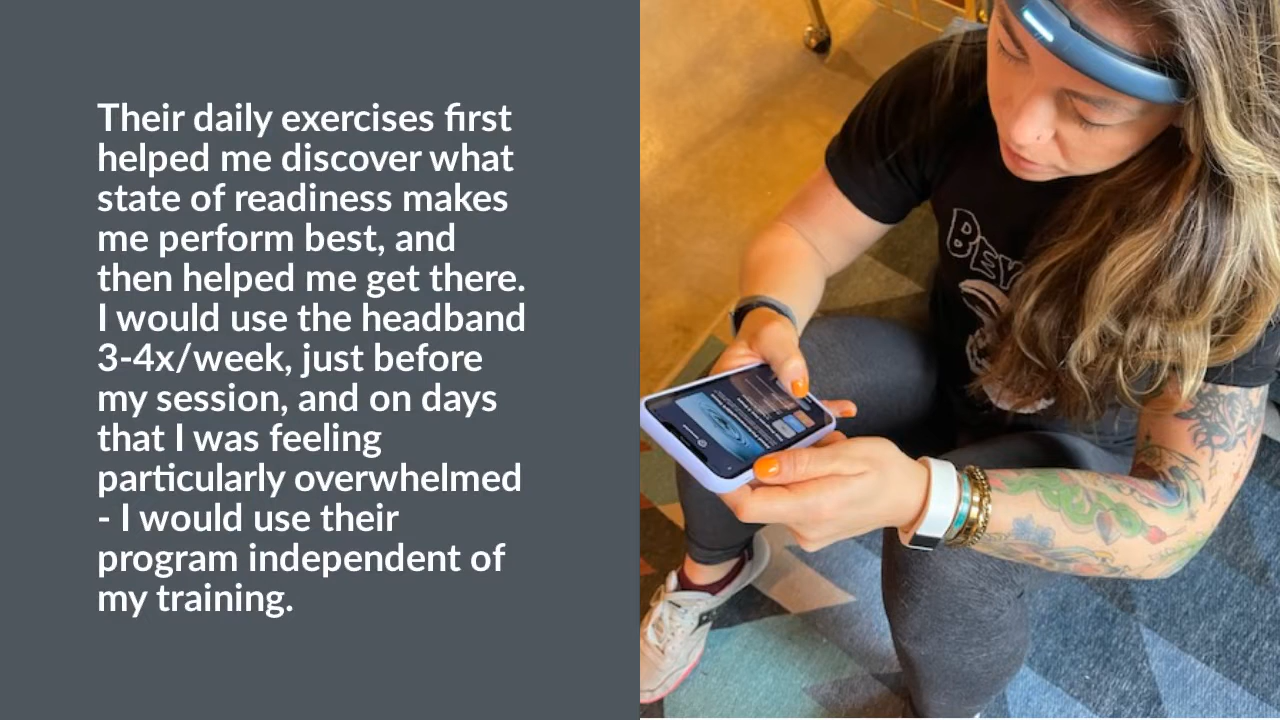 Their daily exercises first
helped me discover what
state of readiness makes
me perform best, and
then helped me get there.
I would use the headband
3-4x/week, just before
my session, and on days
that I was feeling
particularly overwhelmed
- I would use their
program independent of
my training.